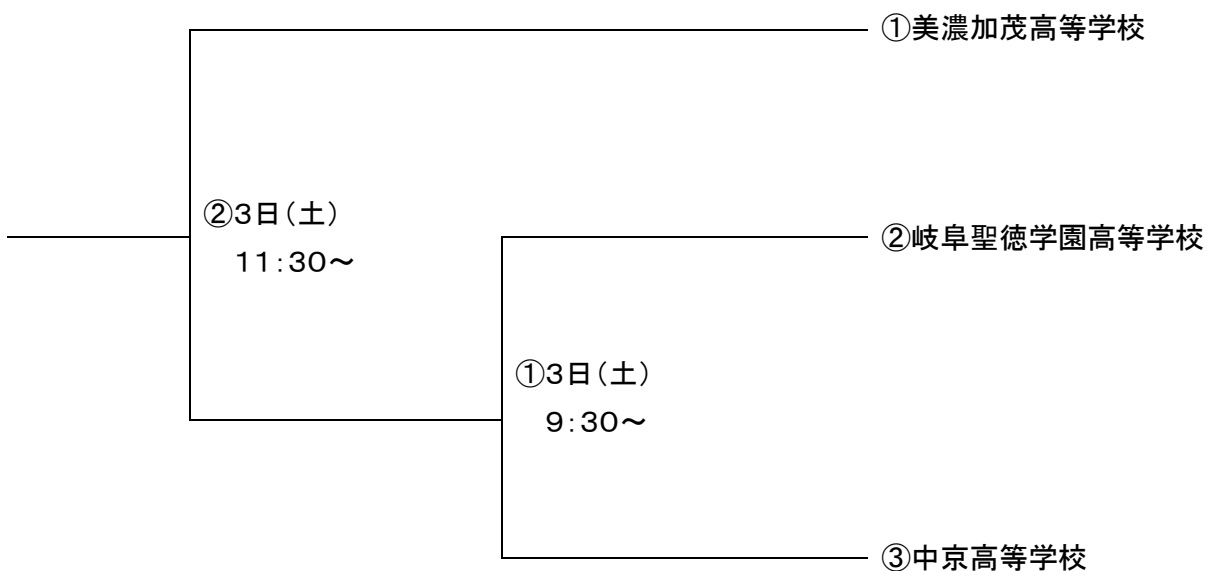 ①美濃加茂高等学校
②3日(土)
11:30～
②岐阜聖徳学園高等学校
①3日(土)
9:30～
③中京高等学校